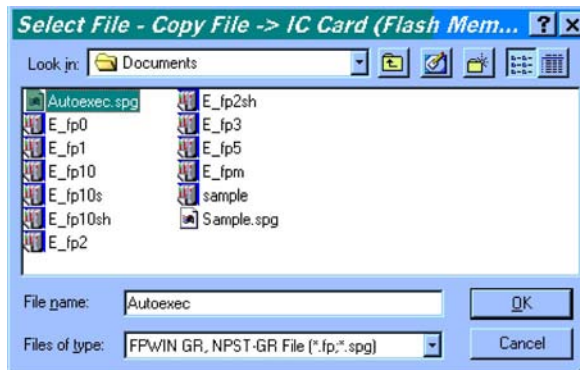 Select File - Copy File -> IC Card (Flash Mem...
Look in: Documents
Autoexec.spg
E_fp0
E_fp1
E_fp10
E_fp10s
E_fp10sh
E_fp2
E_fp2sh
E_fp3
E_fp5
E_fpm
sample
Sample.spg
File name: Autoexec OK
Files of type: FPWIN GR, NPST-GR File (*.fp;*.spg) Cancel